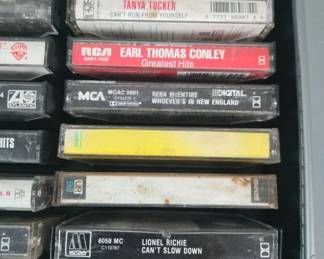 TANYA TUCKER
CAN'T RUN FROM YOURSELF
RCA
EARL THOMAS CONLEY
Greatest Hits
MCA
MCAC 5691
REBA McENTIRE
WHOEVER'S IN NEW ENGLAND
DIGITAL
HITS
LS
6059 MC
LIONEL RICHIE
CAN'T SLOW DOWN